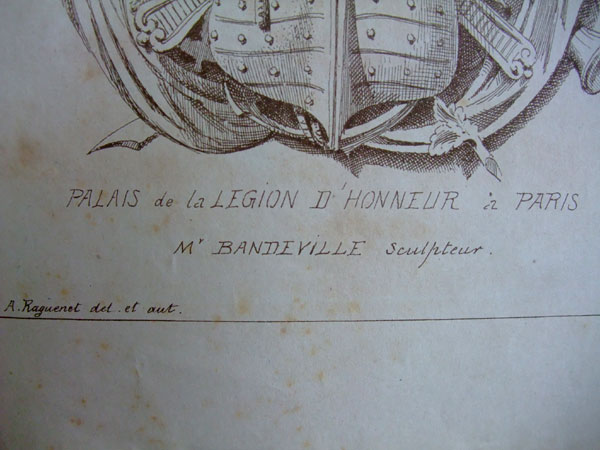 PALAIS de la LEGION D'HONNEUR à PARIS
Mr BANDEVILLE Sculpteur.
A. Raguenet del. et aut.